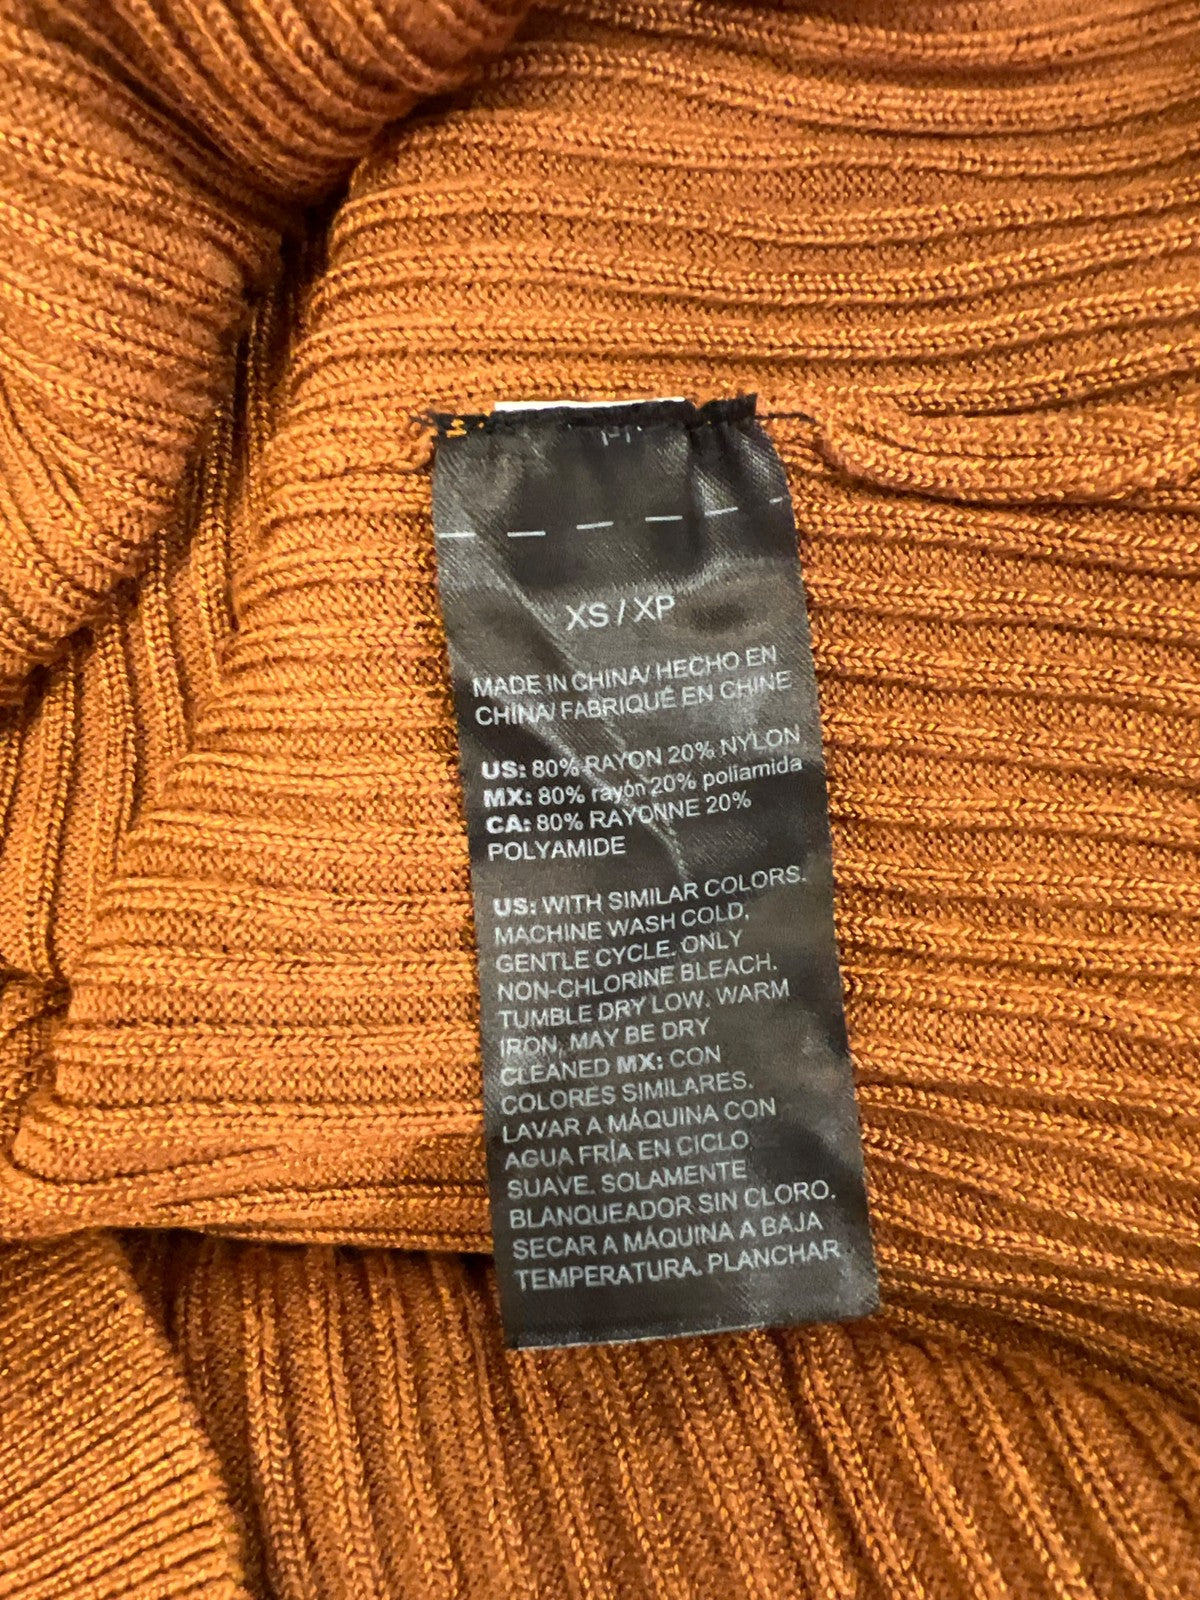 XS / XP
MADE IN CHINA/ HECHO EN
CHINA/ FABRIQUÉ EN CHINE
US: 80% RAYON 20% NYLON
MX: 80% rayón 20% poliamida
CA: 80% RAYONNE 20%
POLYAMIDE
US: WITH SIMILAR COLORS.
MACHINE WASH COLD,
GENTLE CYCLE. ONLY
NON-CHLORINE BLEACH.
TUMBLE DRY LOW. WARM
IRON, MAY BE DRY
CLEANED MX: CON
COLORES SIMILARES.
LAVAR A MÁQUINA CON
AGUA FRÍA EN CICLO
SUAVE. SOLAMENTE
BLANQUEADOR SIN CLORO.
SECAR A MÁQUINA A BAJA
TEMPERATURA. PLANCHAR